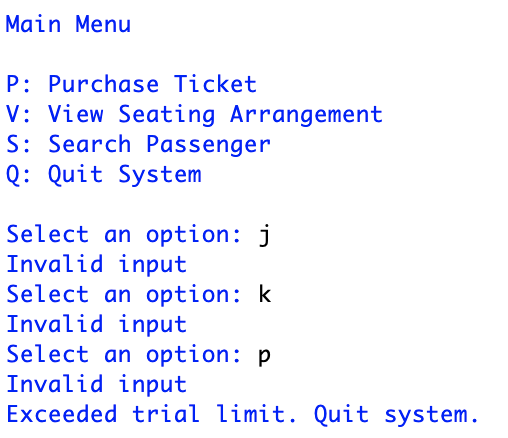 Main Menu
P: Purchase Ticket
V: View Seating Arrangement
S: Search Passenger
Q: Quit System
Select an option: j
Invalid input
Select an option: k
Invalid input
Select an option: p
Invalid input
Exceeded trial limit. Quit system.